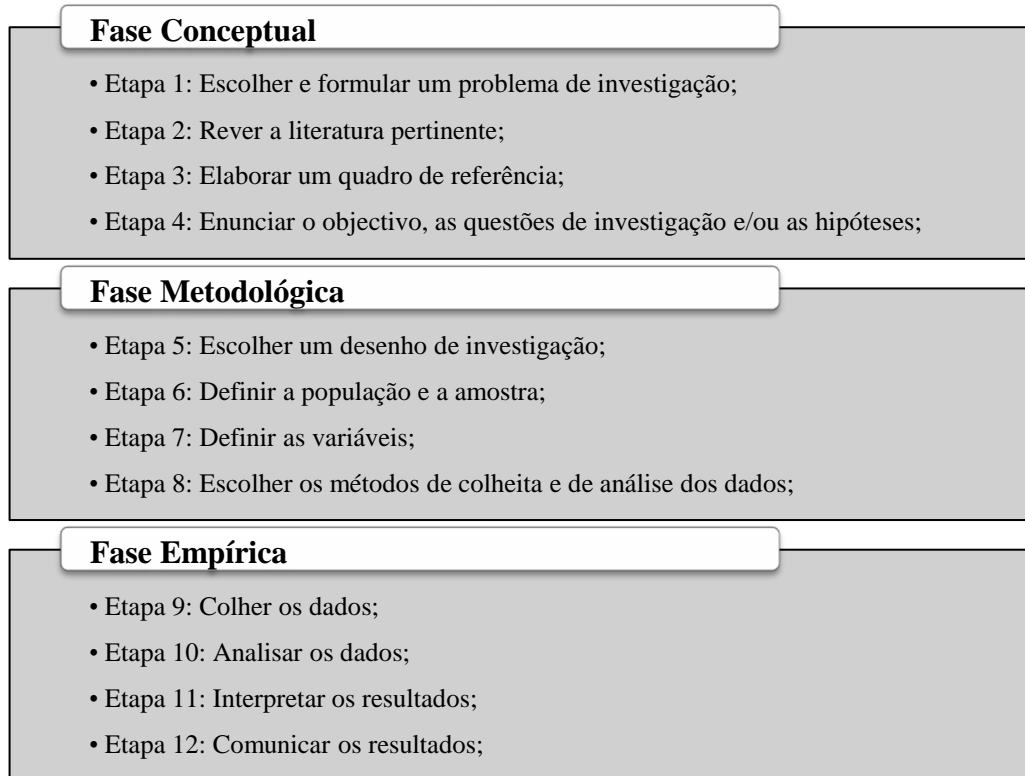 Fase Conceptual
• Etapa 1: Escolher e formular um problema de investigação;
• Etapa 2: Rever a literatura pertinente;
• Etapa 3: Elaborar um quadro de referência;
• Etapa 4: Enunciar o objectivo, as questões de investigação e/ou as hipóteses;
Fase Metodológica
• Etapa 5: Escolher um desenho de investigação;
• Etapa 6: Definir a população e a amostra;
• Etapa 7: Definir as variáveis;
• Etapa 8: Escolher os métodos de colheita e de análise dos dados;
Fase Empírica
• Etapa 9: Colher os dados;
• Etapa 10: Analisar os dados;
• Etapa 11: Interpretar os resultados;
• Etapa 12: Comunicar os resultados;